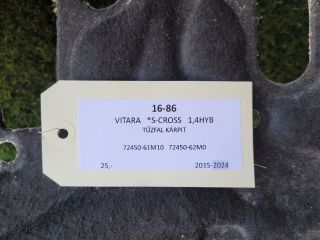 16-86
VITARA *S-CROSS 1,4HYB
TŰZFAL KÁRPIT
72450-61M10 72450-62M0
25,- 2015-2024